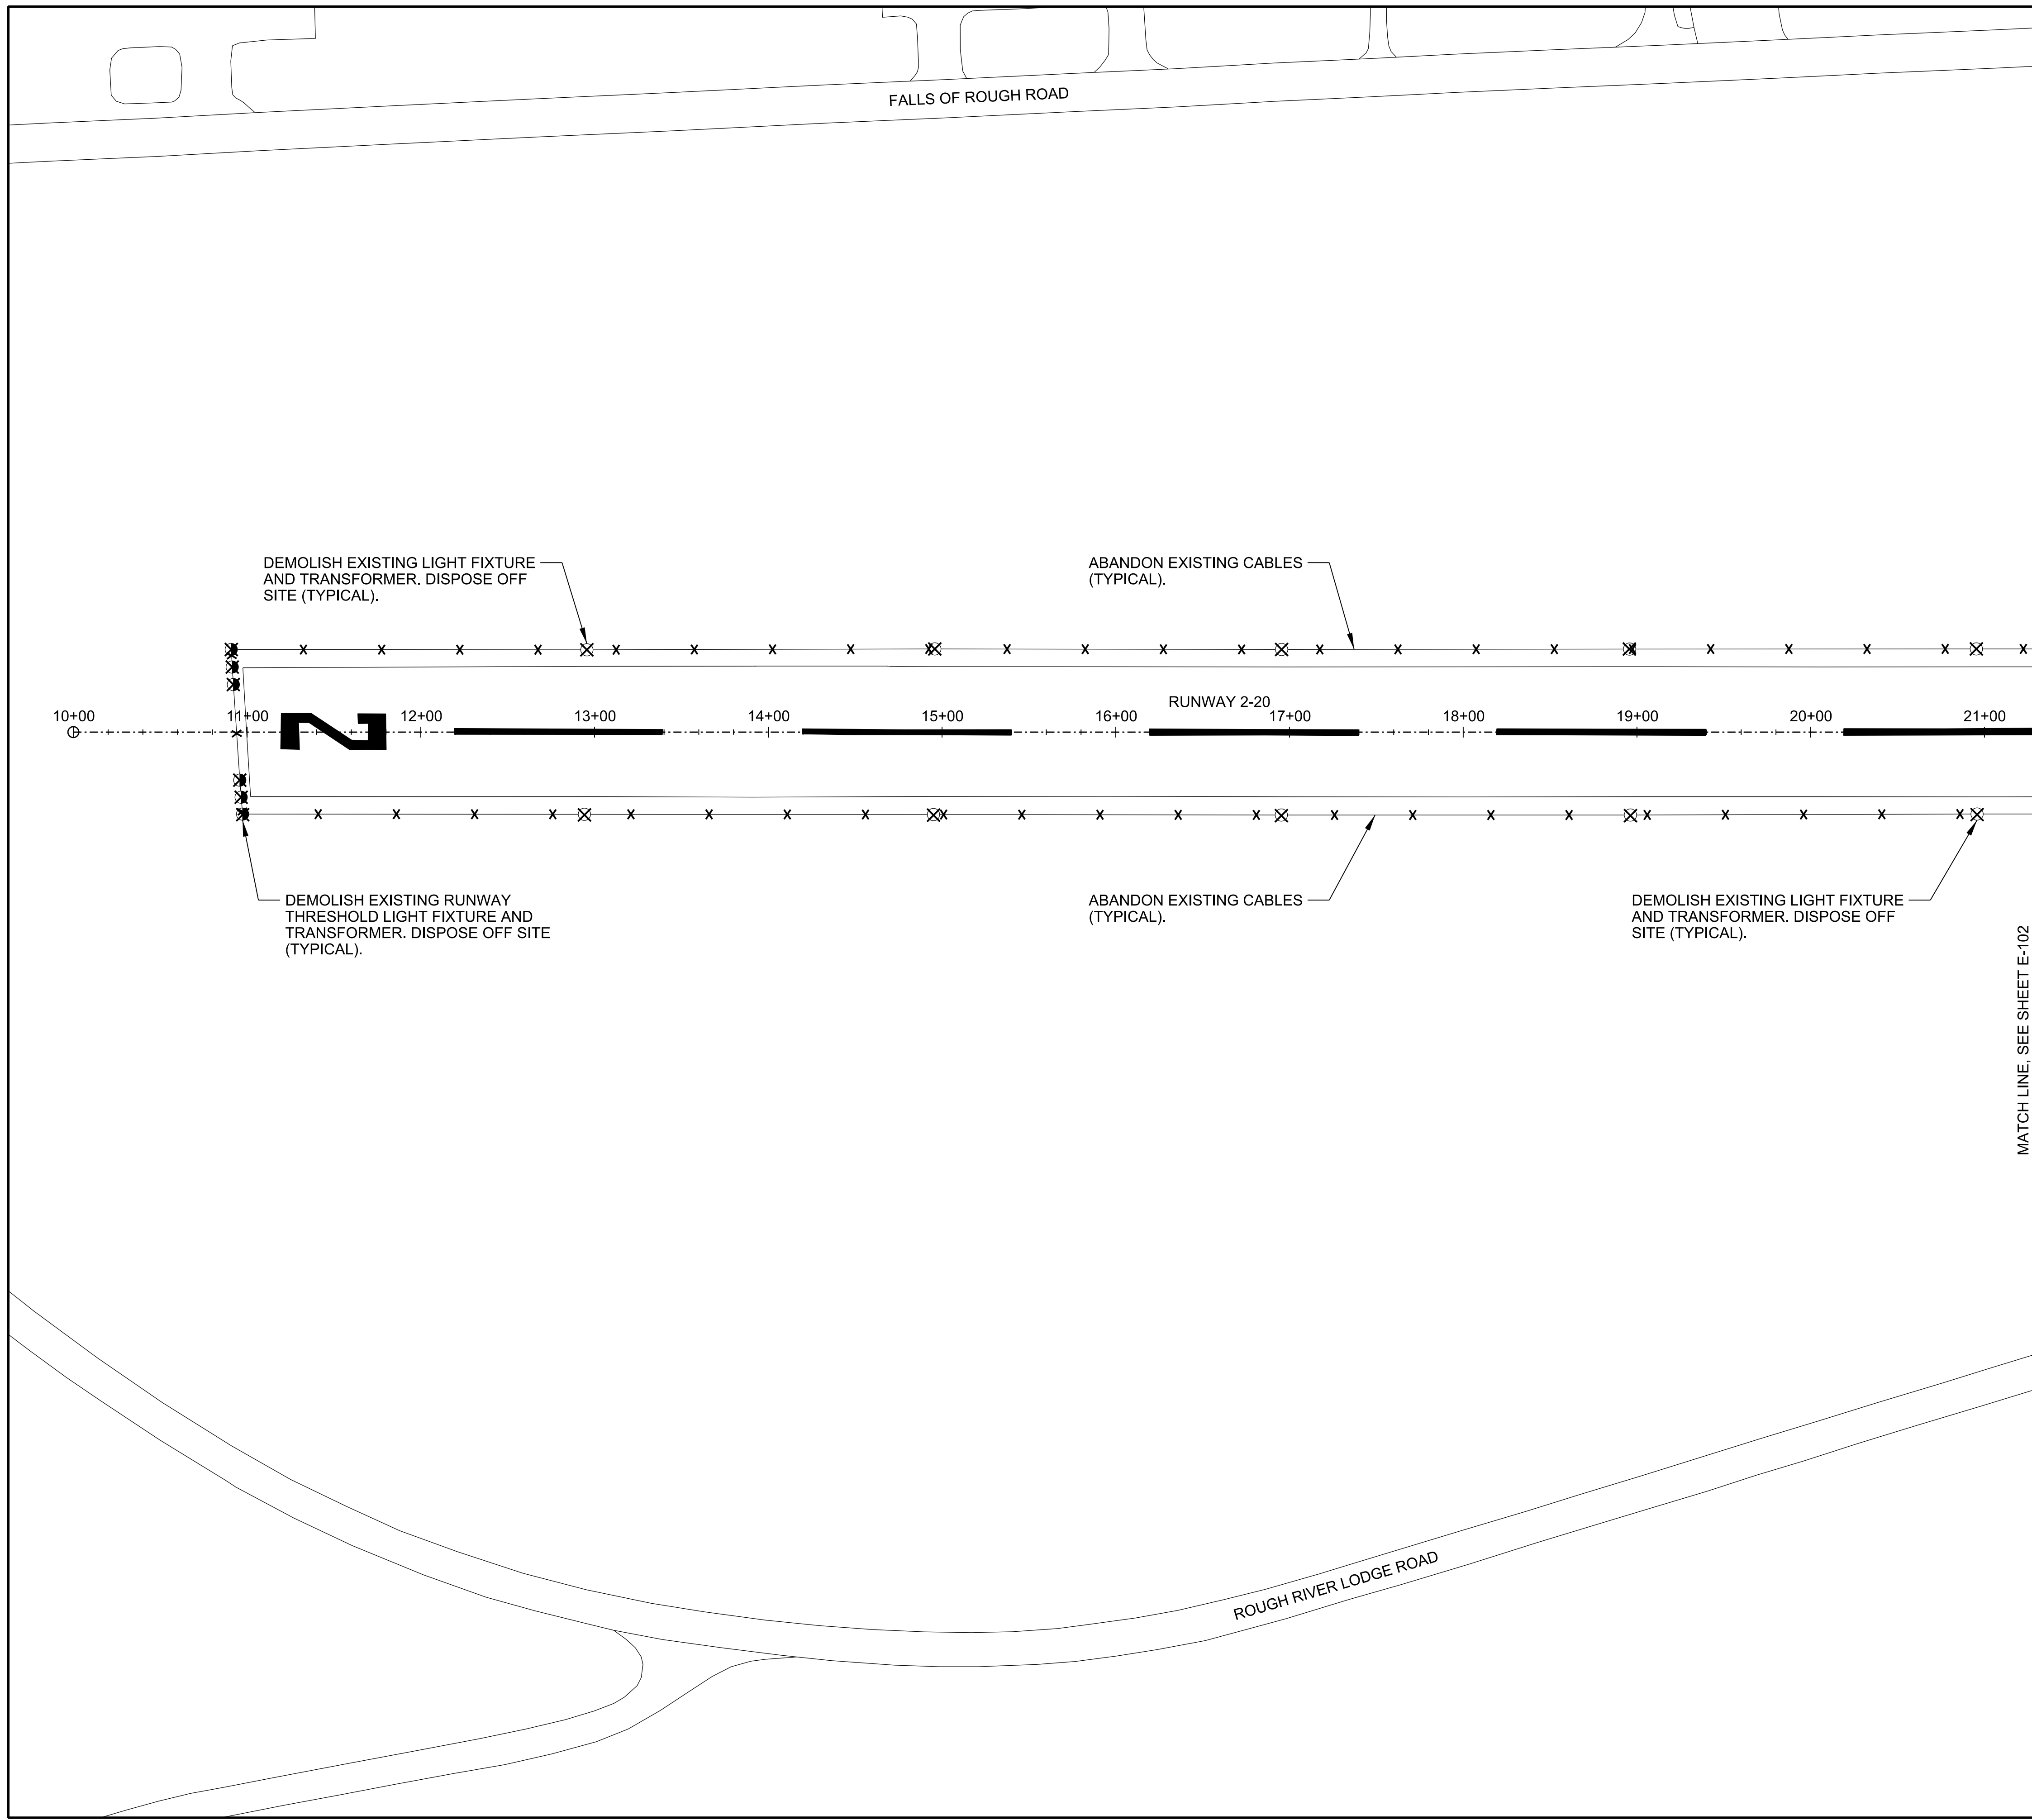 FALLS OF ROUGH ROAD
DEMOLISH EXISTING LIGHT FIXTURE
AND TRANSFORMER. DISPOSE OFF
SITE (TYPICAL).
ABANDON EXISTING CABLES
(TYPICAL).
RUNWAY 2-20
10+00
11+00
12+00
13+00
14+00
15+00
16+00
17+00
18+00
19+00
20+00
21+00
2
DEMOLISH EXISTING RUNWAY
THRESHOLD LIGHT FIXTURE AND
TRANSFORMER. DISPOSE OFF SITE
(TYPICAL).
ABANDON EXISTING CABLES
(TYPICAL).
DEMOLISH EXISTING LIGHT FIXTURE
AND TRANSFORMER. DISPOSE OFF
SITE (TYPICAL).
MATCH LINE, SEE SHEET E-102
ROUGH RIVER LODGE ROAD